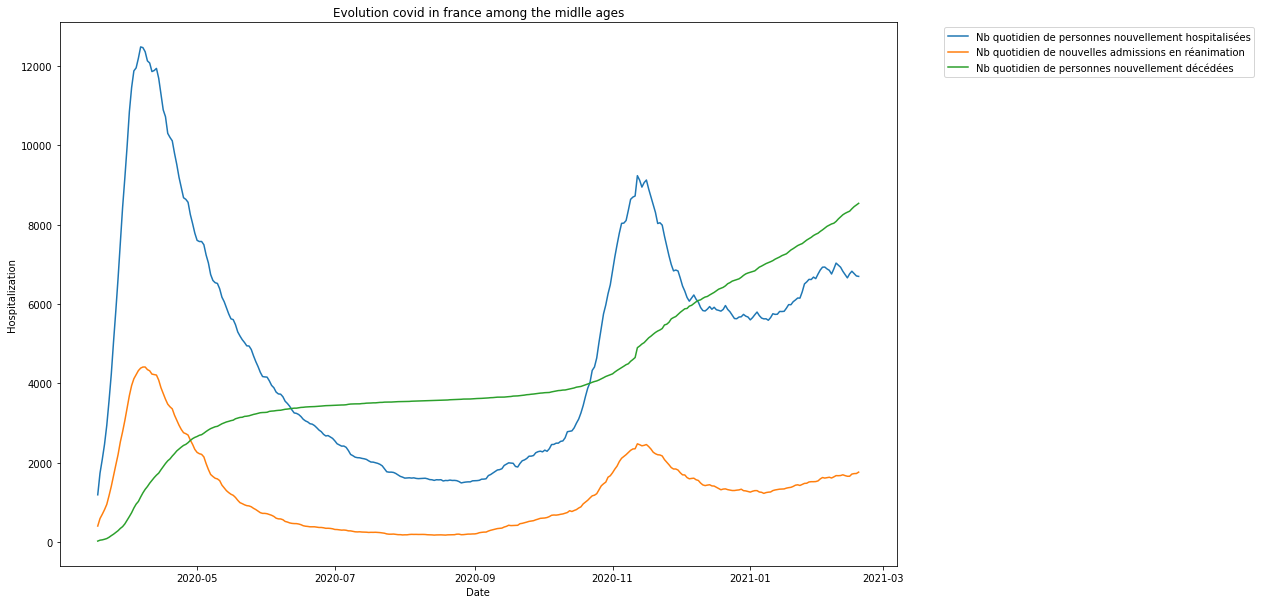 Evolution covid in france among the midlle ages
Nb quotidien de personnes nouvellement hospitalisées
Nb quotidien de nouvelles admissions en réanimation
Nb quotidien de personnes nouvellement décédées
12000
10000
8000
6000
4000
2000
0
Hospitalization
2020-05 2020-07 2020-09 2020-11 2021-01 2021-03
Date